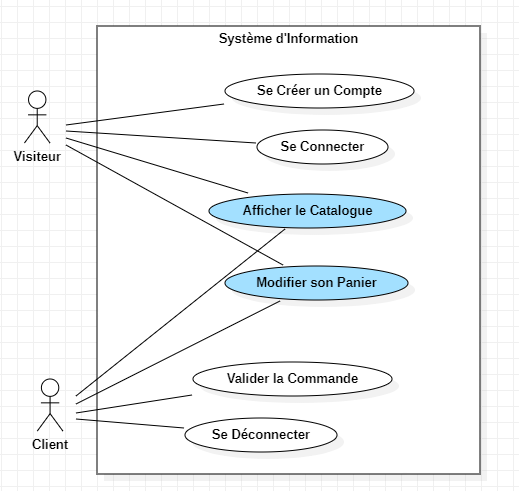 Système d'Information
Se Créer un Compte
Visiteur
Se Connecter
Afficher le Catalogue
Modifier son Panier
Valider la Commande
Client
Se Déconnecter